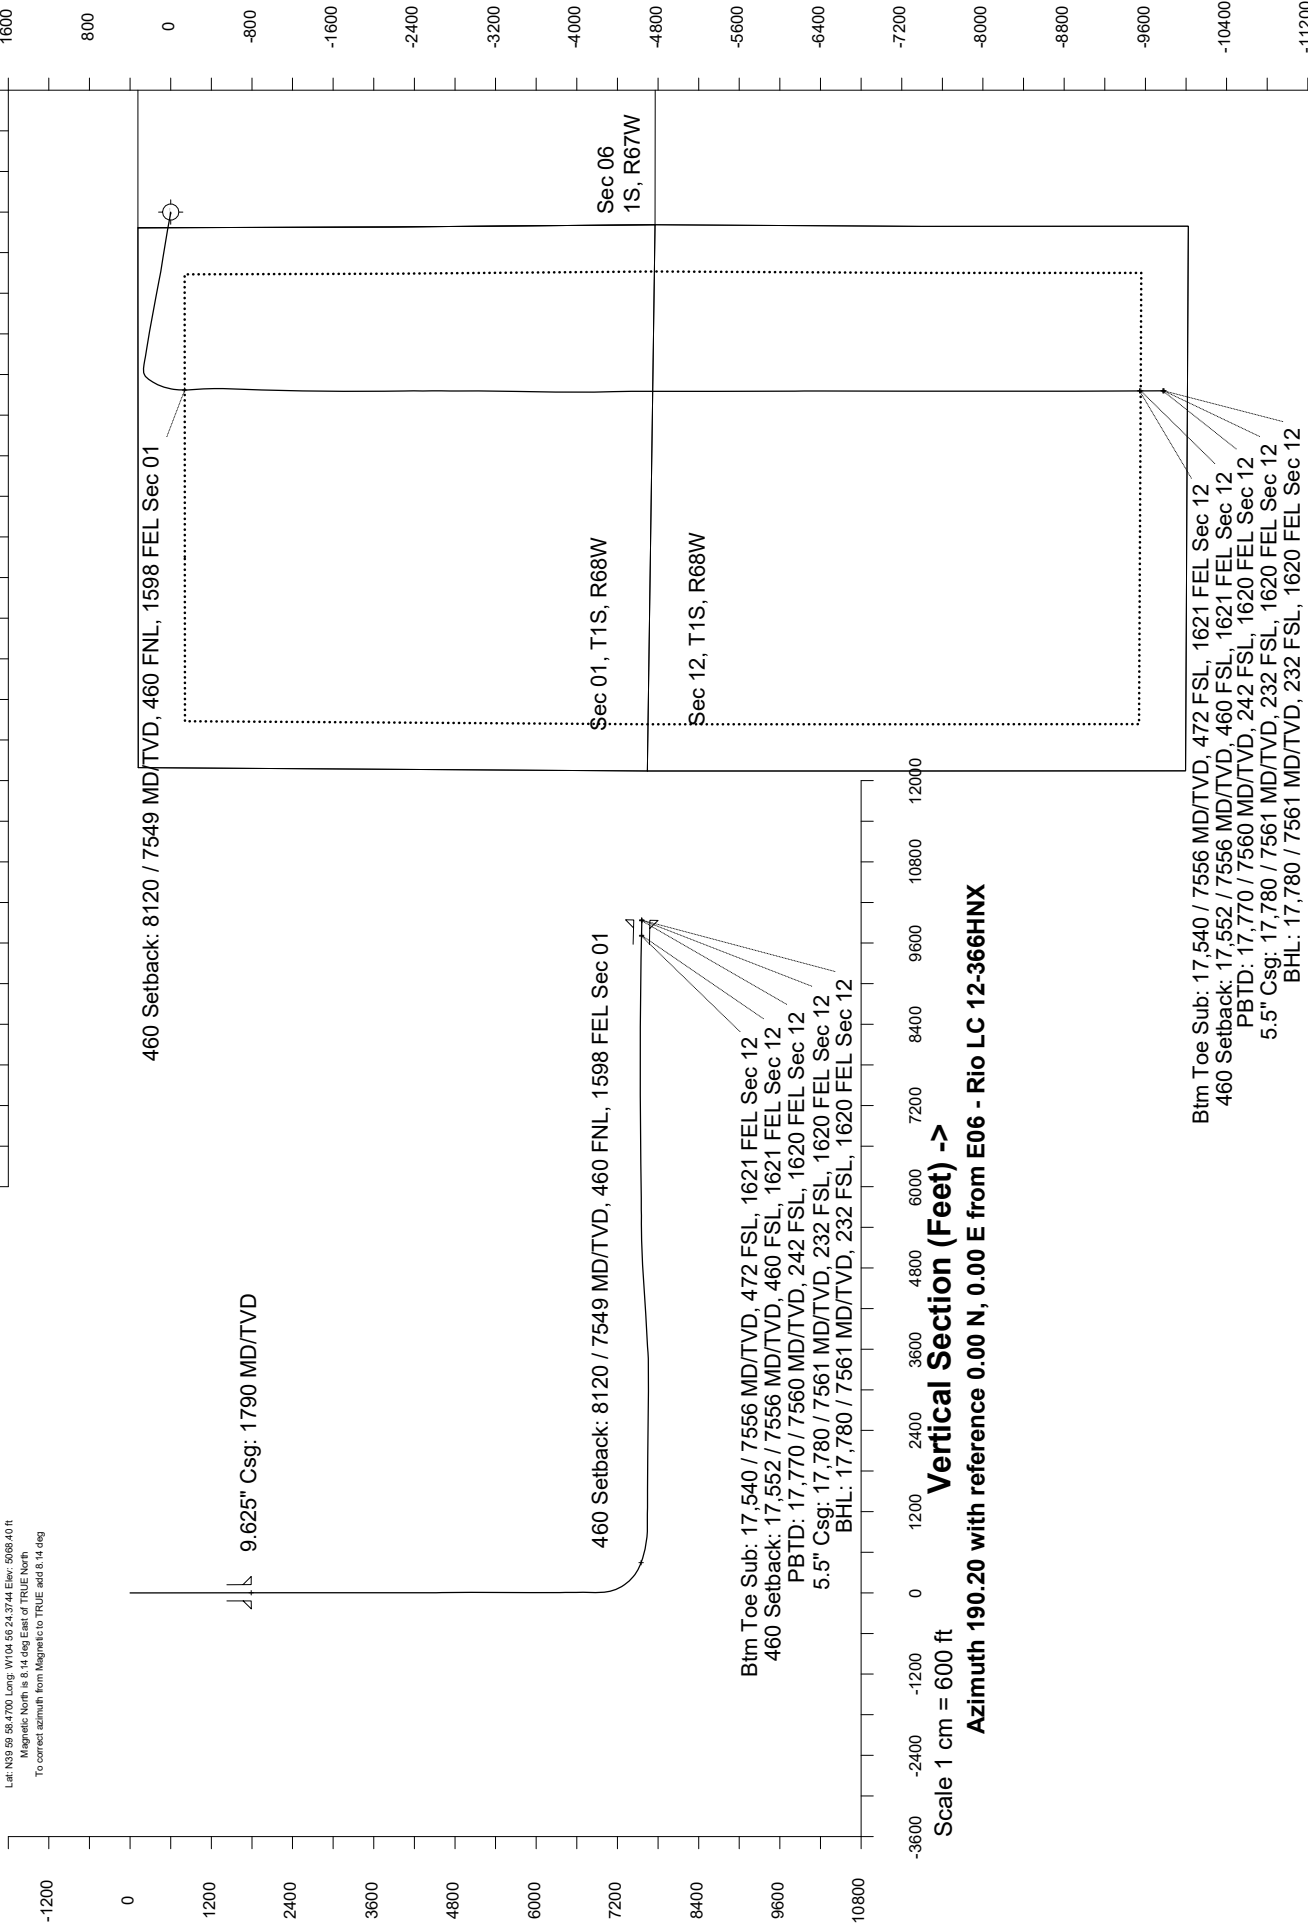 Lat: N39 59 58.4700 Long: W104 56 24.3744 Elev: 5068.40 ft
Magnetic North is 8.14 deg East of TRUE North
To correct azimuth from Magnetic to TRUE add 8.14 deg
1600
800
0
-800
-1600
-2400
-3200
-4000
-4800
-5600
-6400
-7200
-8000
-8800
-9600
-10400
-11200
460 Setback: 8120 / 7549 MD/TVD, 460 FNL, 1598 FEL Sec 01
Sec 06
1S, R67W
Sec 01, T1S, R68W
Sec 12, T1S, R68W
Btm Toe Sub: 17,540 / 7556 MD/TVD, 472 FSL, 1621 FEL Sec 12
460 Setback: 17,552 / 7556 MD/TVD, 460 FSL, 1621 FEL Sec 12
PBTD: 17,770 / 7560 MD/TVD, 242 FSL, 1620 FEL Sec 12
5.5" Csg: 17,780 / 7561 MD/TVD, 232 FSL, 1620 FEL Sec 12
BHL: 17,780 / 7561 MD/TVD, 232 FSL, 1620 FEL Sec 12
-1200
0
1200
2400
3600
4800
6000
7200
8400
9600
10800
9.625" Csg: 1790 MD/TVD
460 Setback: 8120 / 7549 MD/TVD, 460 FNL, 1598 FEL Sec 01
Btm Toe Sub: 17,540 / 7556 MD/TVD, 472 FSL, 1621 FEL Sec 12
460 Setback: 17,552 / 7556 MD/TVD, 460 FSL, 1621 FEL Sec 12
PBTD: 17,770 / 7560 MD/TVD, 242 FSL, 1620 FEL Sec 12
5.5" Csg: 17,780 / 7561 MD/TVD, 232 FSL, 1620 FEL Sec 12
BHL: 17,780 / 7561 MD/TVD, 232 FSL, 1620 FEL Sec 12
-3600
-2400
-1200
0
1200
2400
3600
4800
6000
7200
8400
9600
10800
12000
Scale 1 cm = 600 ft
Vertical Section (Feet) ->
Azimuth 190.20 with reference 0.00 N, 0.00 E from E06 - Rio LC 12-366HNX